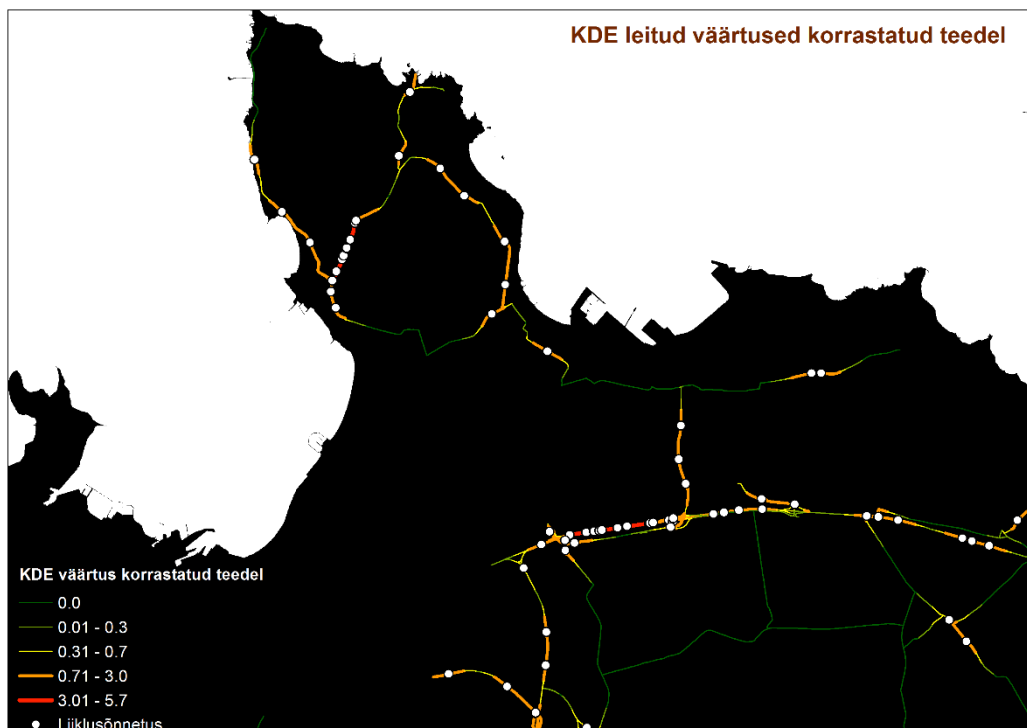 KDE leitud väärtused korrastatud teedel
KDE väärtus korrastatud teedel
0.0
0.01 - 0.3
0.31 - 0.7
0.71 - 3.0
3.01 - 5.7
Liiklusõnnetus